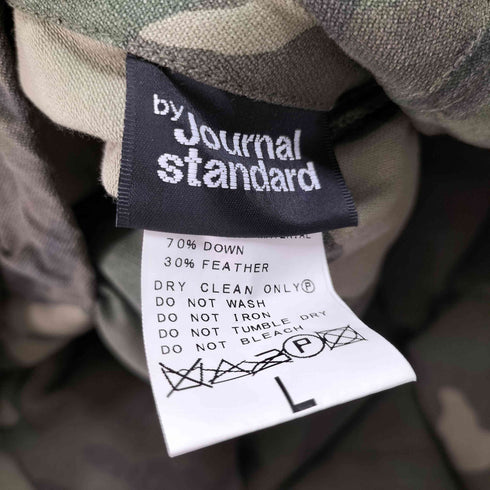 by
Journal
standard
70% DOWN
30% FEATHER
DRY CLEAN ONLY Ⓟ
DO NOT WASH
DO NOT IRON
DO NOT TUMBLE DRY
DO NOT BLEACH
P
L